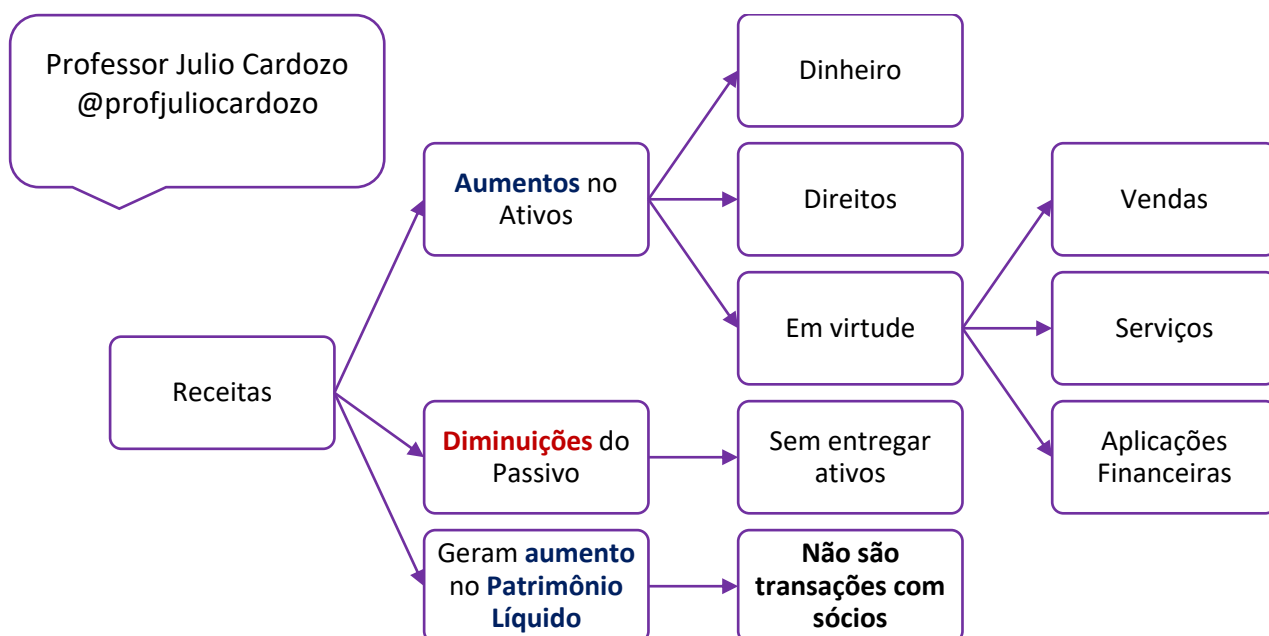 Professor Julio Cardozo
@profjuliocardozo
Dinheiro
Aumentos no
Ativos
Direitos
Vendas
Em virtude
Serviços
Receitas
Diminuições do
Passivo
Sem entregar
ativos
Aplicações
Financeiras
Geram aumento
no Patrimônio
Líquido
Não são
transações com
sócios